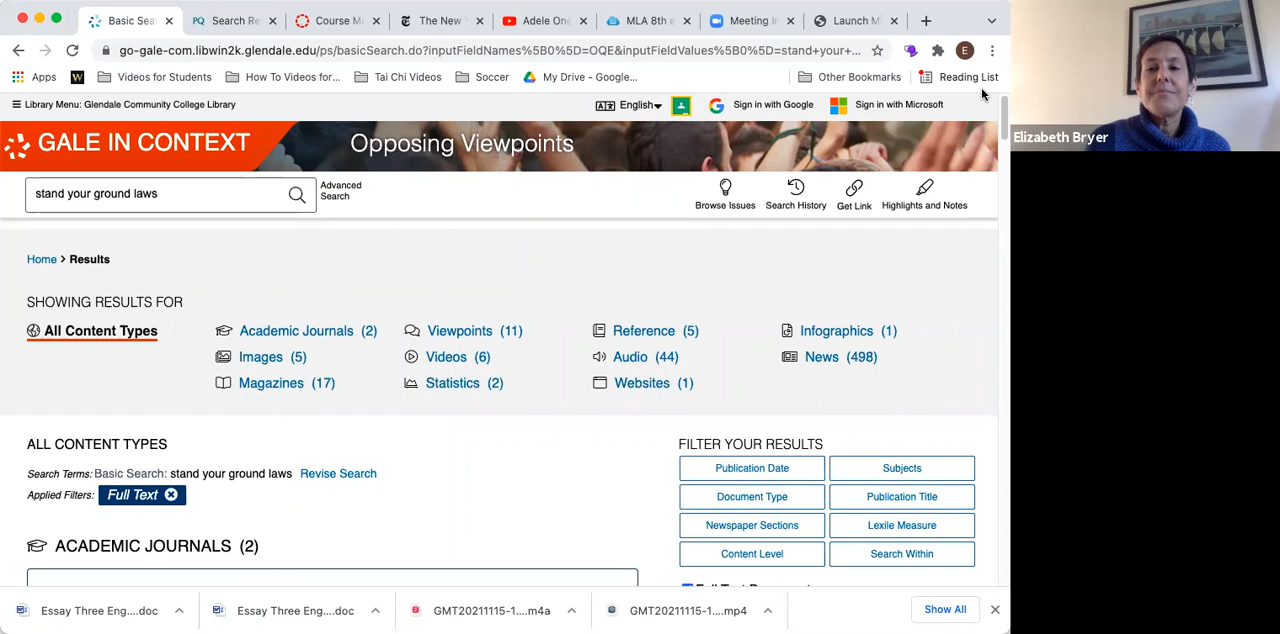 Basic Sea
Search Re
Course M
The New
Adele One
MLA 8th e
Meeting I
Launch M
go-gale-com.libwin2k.glendale.edu/ps/basicSearch.do?inputFieldNames%5B0%5D=OQE&inputFieldValues%5B0%5D=stand+your+...
Apps Videos for Students How To Videos for... Tai Chi Videos Soccer My Drive - Google... Other Bookmarks Reading List
Library Menu: Glendale Community College Library English Sign in with Google Sign in with Microsoft
Elizabeth Bryer
GALE IN CONTEXT Opposing Viewpoints
stand your ground laws Advanced Search
Browse Issues Search History Get Link Highlights and Notes
Home > Results
SHOWING RESULTS FOR
All Content Types Academic Journals (2) Viewpoints (11) Reference (5) Infographics (1)
Images (5) Videos (6) Audio (44) News (498)
Magazines (17) Statistics (2) Websites (1)
ALL CONTENT TYPES
Search Terms: Basic Search: stand your ground laws Revise Search
Applied Filters: Full Text
ACADEMIC JOURNALS (2)
FILTER YOUR RESULTS
Publication Date Subjects
Document Type Publication Title
Newspaper Sections Lexile Measure
Content Level Search Within
Essay Three Eng....doc Essay Three Eng....doc GMT20211115-1....m4a GMT20211115-1....mp4 Show All